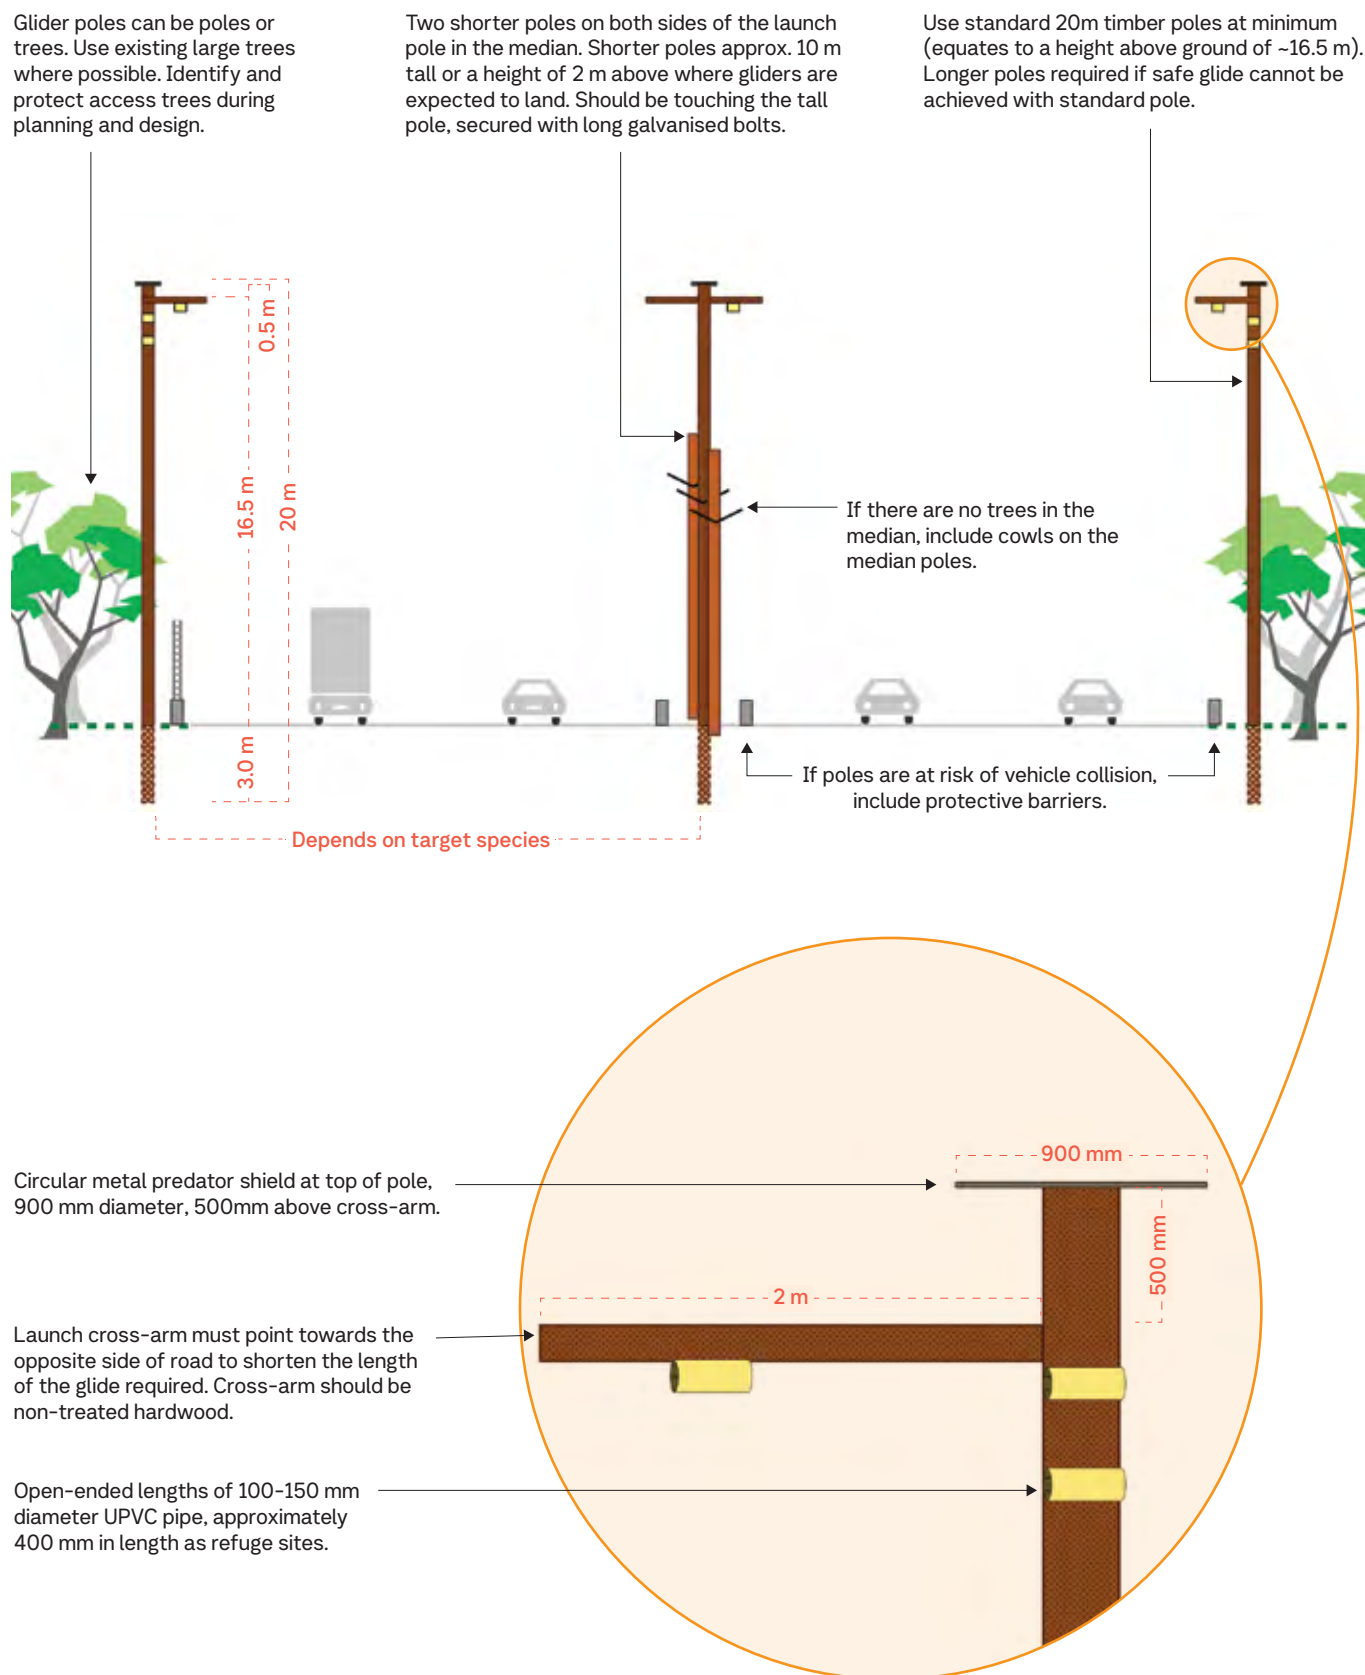 Glider poles can be poles or
trees. Use existing large trees
where possible. Identify and
protect access trees during
planning and design.
Two shorter poles on both sides of the launch
pole in the median. Shorter poles approx. 10 m
tall or a height of 2 m above where gliders are
expected to land. Should be touching the tall
pole, secured with long galvanised bolts.
Use standard 20m timber poles at minimum
(equates to a height above ground of ~16.5 m).
Longer poles required if safe glide cannot be
achieved with standard pole.
0.5 m
16.5 m
20 m
3.0 m
If there are no trees in the
median, include cowls on the
median poles.
If poles are at risk of vehicle collision,
include protective barriers.
Depends on target species
900 mm
500 mm
2 m
Circular metal predator shield at top of pole,
900 mm diameter, 500mm above cross-arm.
Launch cross-arm must point towards the
opposite side of road to shorten the length
of the glide required. Cross-arm should be
non-treated hardwood.
Open-ended lengths of 100-150 mm
diameter UPVC pipe, approximately
400 mm in length as refuge sites.